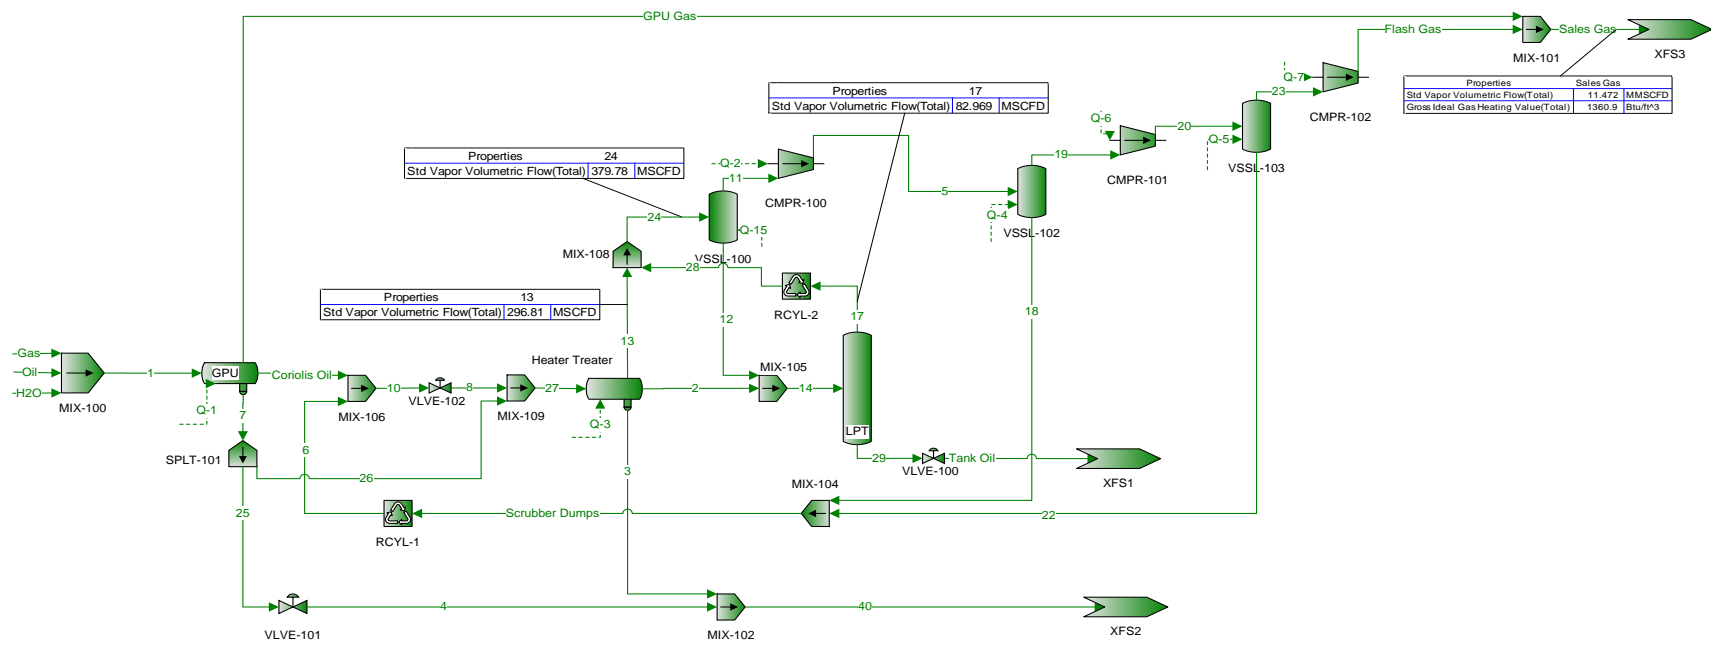 GPU Gas
Flash Gas
Sales Gas
MIX-101
XFS3
Q-7
23
CMPR-102
Properties Sales Gas
Std Vapor Volumetric Flow(Total) 11.472 MMSCFD
Gross Ideal Gas Heating Value(Total) 1360.9 Btu/ft^3
Properties 17
Std Vapor Volumetric Flow(Total) 82.969 MSCFD
Q-6
20
Q-5
19
CMPR-101
VSSL-103
Properties 24
Std Vapor Volumetric Flow(Total) 379.78 MSCFD
Q-2
11
CMPR-100
5
Q-4
VSSL-102
24
Q-15
MIX-108
VSSL-100
28
RCYL-2
17
18
12
Properties 13
Std Vapor Volumetric Flow(Total) 296.81 MSCFD
13
Heater Treater
Gas
Oil
H2O
1
MIX-100
GPU
Coriolis Oil
10
8
27
2
MIX-105
14
VLVE-102
MIX-106
MIX-109
Q-1
7
Q-3
LPT
SPLT-101
6
26
3
29
VLVE-100
Tank Oil
XFS1
MIX-104
25
Scrubber Dumps
22
RCYL-1
4
40
VLVE-101
MIX-102
XFS2